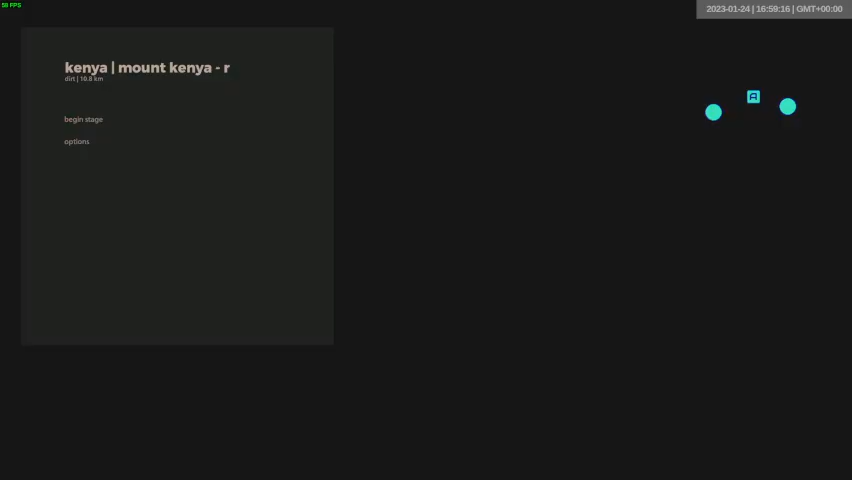 58 FPS
2023-01-24 | 16:59:16 | GMT+00:00
kenya | mount kenya - r
dirt | 10.8 km
A
begin stage
options